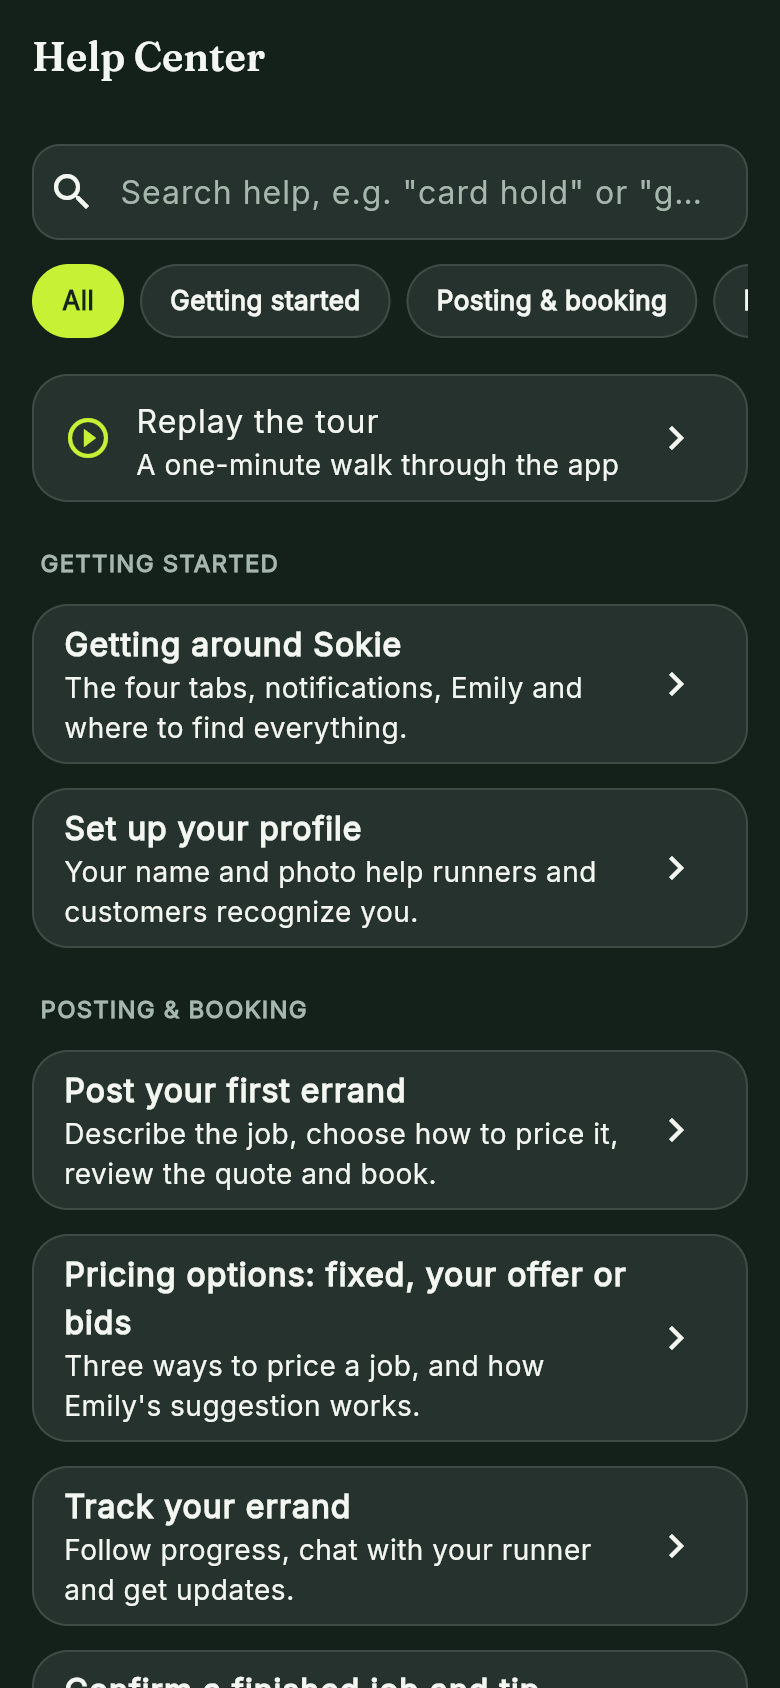 Help Center
Search help, e.g. "card hold" or "g...
All
Getting started
Posting & booking
Replay the tour
A one-minute walk through the app
GETTING STARTED
Getting around Sokie
The four tabs, notifications, Emily and
where to find everything.
Set up your profile
Your name and photo help runners and
customers recognize you.
POSTING & BOOKING
Post your first errand
Describe the job, choose how to price it,
review the quote and book.
Pricing options: fixed, your offer or
bids
Three ways to price a job, and how
Emily's suggestion works.
Track your errand
Follow progress, chat with your runner
and get updates.
Confirm a finished job and tip